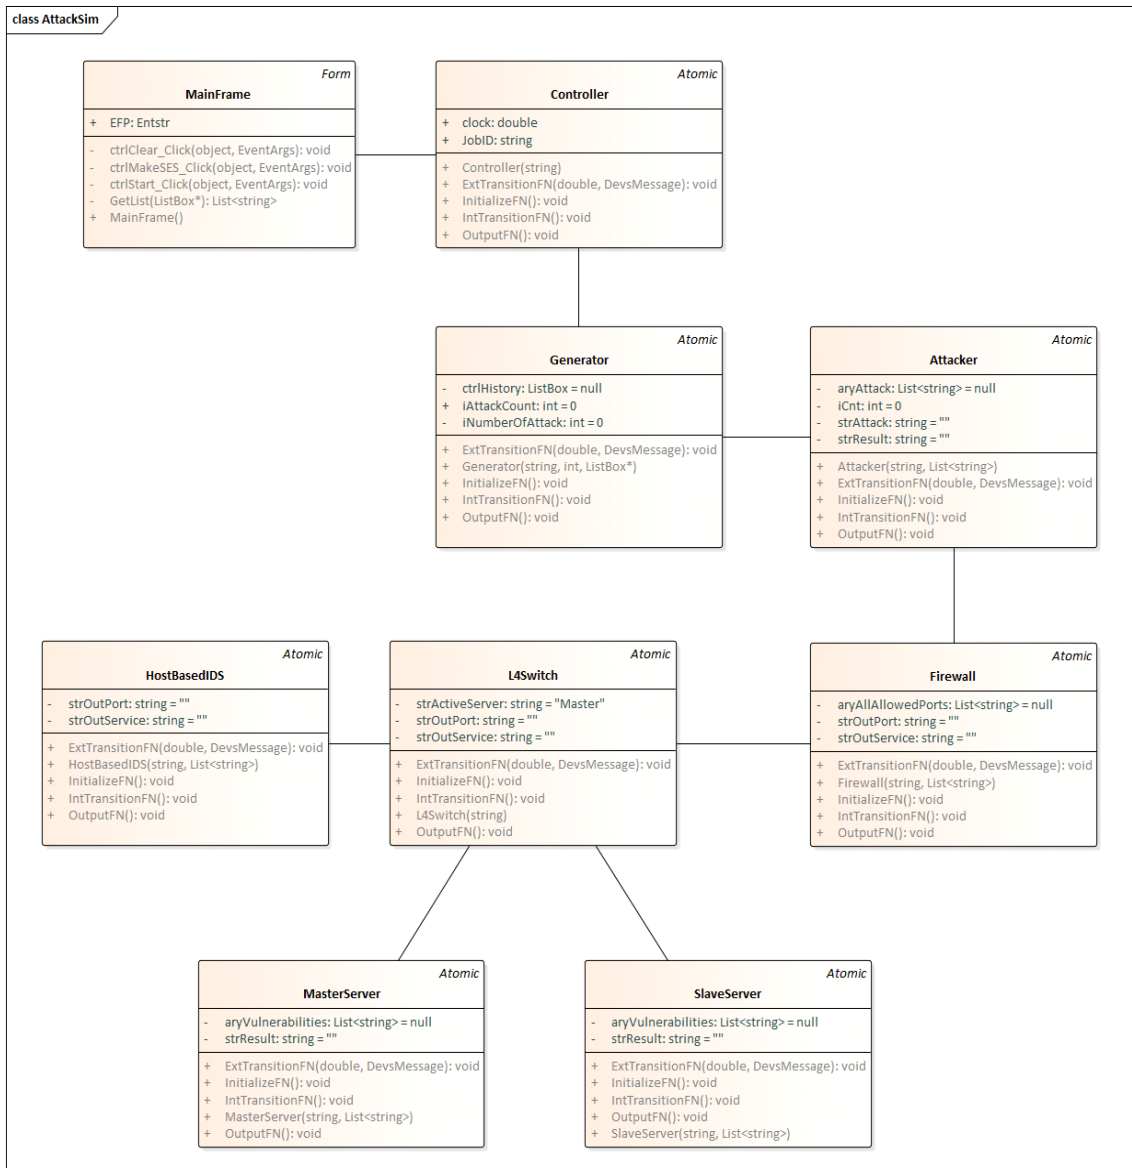 class AttackSim
Form
MainFrame
+ EFP: Entstr
- ctrlClear_Click(object, EventArgs): void
- ctrlMakeSES_Click(object, EventArgs): void
- ctrlStart_Click(object, EventArgs): void
- GetList(ListBox*): List<string>
+ MainFrame()
Atomic
Controller
+ clock: double
+ JobID: string
+ Controller(string)
+ ExtTransitionFN(double, DevsMessage): void
+ InitializeFN(): void
+ IntTransitionFN(): void
+ OutputFN(): void
Atomic
Generator
- ctrlHistory: ListBox = null
+ iAttackCount: int = 0
- iNumberOfAttack: int = 0
+ ExtTransitionFN(double, DevsMessage): void
+ Generator(string, int, ListBox*)
+ InitializeFN(): void
+ IntTransitionFN(): void
+ OutputFN(): void
Atomic
Attacker
- aryAttack: List<string> = null
- iCnt: int = 0
- strAttack: string = ""
- strResult: string = ""
+ Attacker(string, List<string>)
+ ExtTransitionFN(double, DevsMessage): void
+ InitializeFN(): void
+ IntTransitionFN(): void
+ OutputFN(): void
Atomic
HostBasedIDS
- strOutPort: string = ""
- strOutService: string = ""
+ ExtTransitionFN(double, DevsMessage): void
+ HostBasedIDS(string, List<string>)
+ InitializeFN(): void
+ IntTransitionFN(): void
+ OutputFN(): void
Atomic
L4Switch
- strActiveServer: string = "Master"
- strOutPort: string = ""
- strOutService: string = ""
+ ExtTransitionFN(double, DevsMessage): void
+ InitializeFN(): void
+ IntTransitionFN(): void
+ L4Switch(string)
+ OutputFN(): void
Atomic
Firewall
- aryAllAllowedPorts: List<string> = null
- strOutPort: string = ""
- strOutService: string = ""
+ ExtTransitionFN(double, DevsMessage): void
+ Firewall(string, List<string>)
+ InitializeFN(): void
+ IntTransitionFN(): void
+ OutputFN(): void
Atomic
MasterServer
- aryVulnerabilities: List<string> = null
- strResult: string = ""
+ ExtTransitionFN(double, DevsMessage): void
+ InitializeFN(): void
+ IntTransitionFN(): void
+ MasterServer(string, List<string>)
+ OutputFN(): void
Atomic
SlaveServer
- aryVulnerabilities: List<string> = null
- strResult: string = ""
+ ExtTransitionFN(double, DevsMessage): void
+ InitializeFN(): void
+ IntTransitionFN(): void
+ OutputFN(): void
+ SlaveServer(string, List<string>)